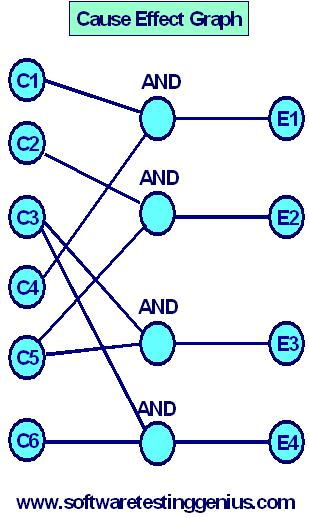 Cause Effect Graph
C1
AND
E1
C2
AND
C3
E2
C4
AND
C5
E3
AND
C6
E4
www.softwaretestinggenius.com